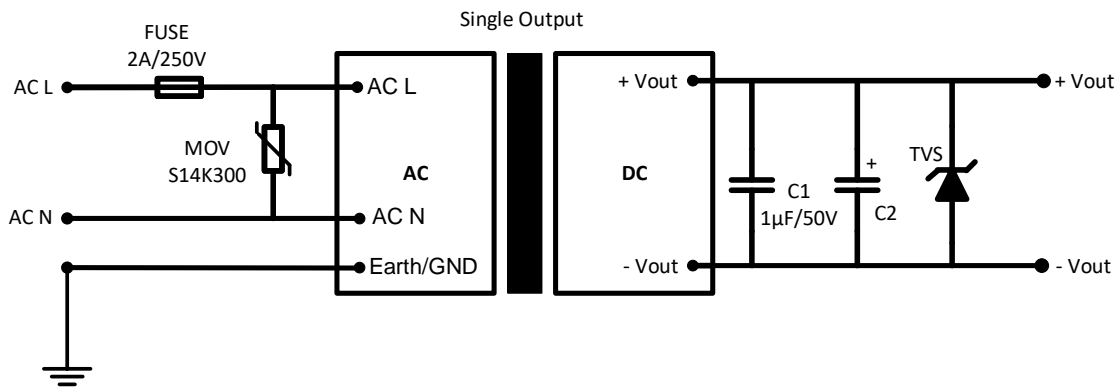 Single Output
FUSE
2A/250V
AC L
AC L
+ Vout
+ Vout
MOV
S14K300
AC
DC
+
TVS
C1
1µF/50V
C2
AC N
AC N
Earth/GND
- Vout
- Vout